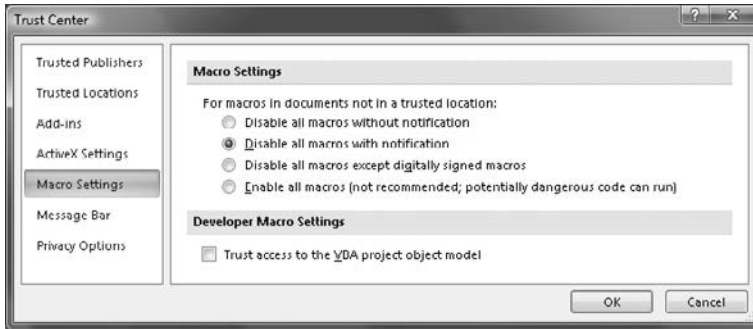 Trust Center
Trusted Publishers
Trusted Locations
Add-ins
ActiveX Settings
Macro Settings
Message Bar
Privacy Options
Macro Settings
For macros in documents not in a trusted location:
Disable all macros without notification
Disable all macros with notification
Disable all macros except digitally signed macros
Enable all macros (not recommended; potentially dangerous code can run)
Developer Macro Settings
Trust access to the VBA project object model
OK
Cancel